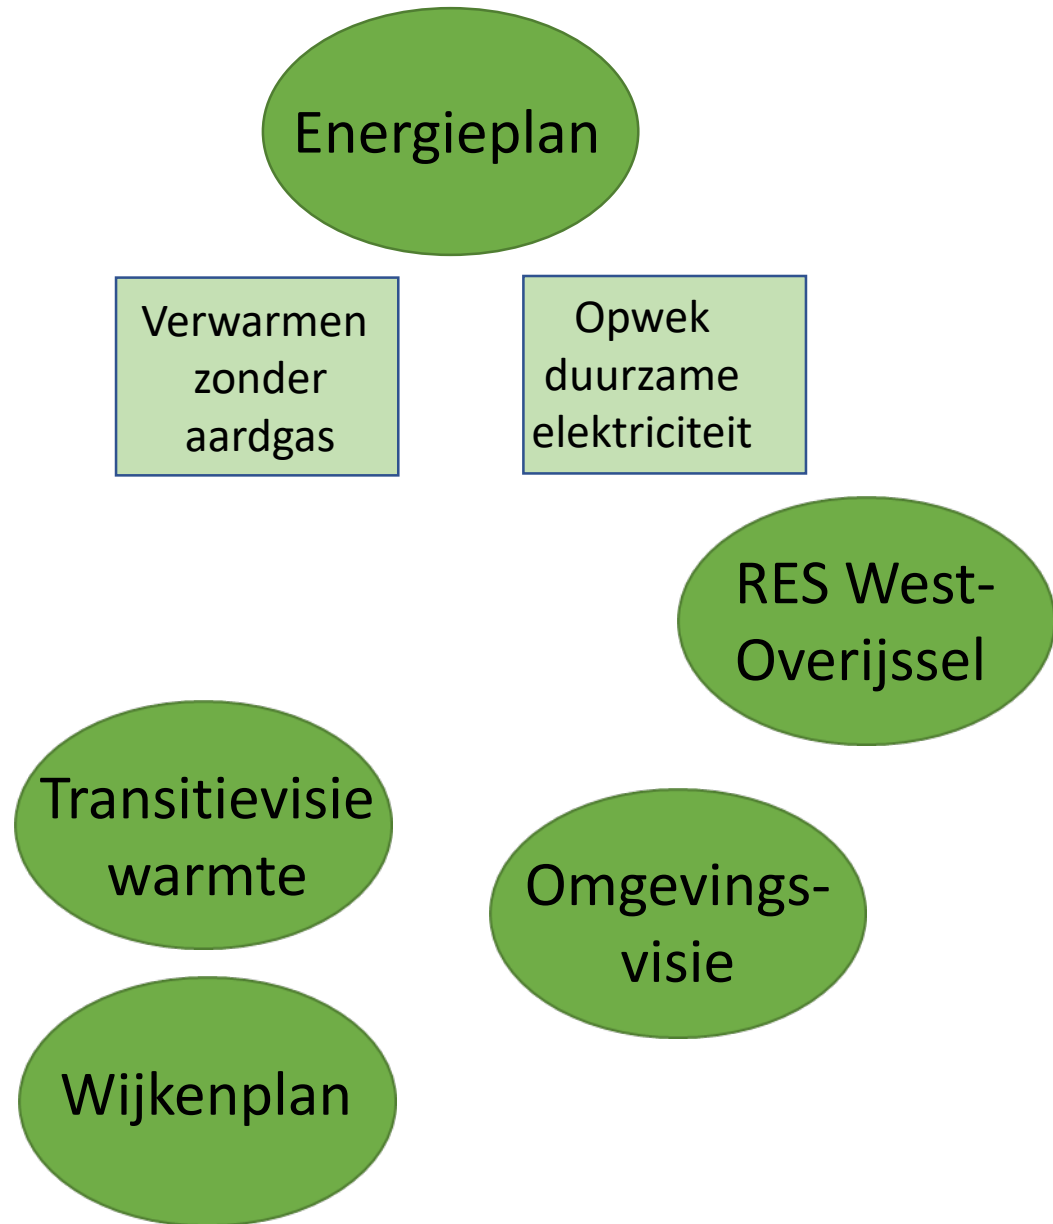 Energieplan
Verwarmen
zonder
aardgas
Opwek
duurzame
elektriciteit
RES West-
Overijssel
Transitievisie
warmte
Omgevings-
visie
Wijkenplan